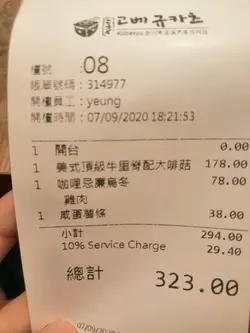 고베 규카츠
檯號 : 08
賬單號碼 : 314977
開檯員工 : yeung
開檯時間 : 07/09/2020 18:21:53
1 開台 0.00
1 美式頂級牛里脊配大啡菇 178.00
1 咖哩忌廉烏冬 78.00
雞肉
1 咸蛋薯條 38.00
小計 294.00
10% Service Charge 29.40
總計 323.00